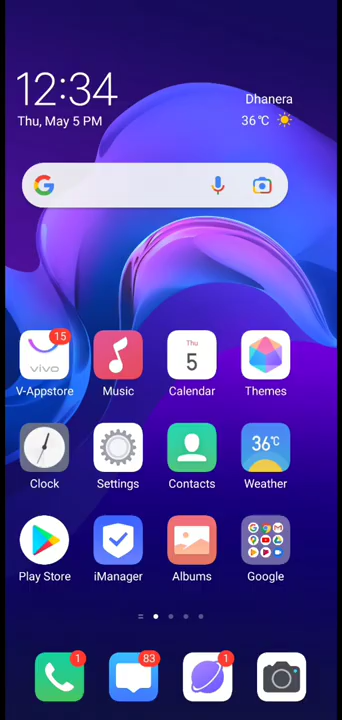 12:34
Thu, May 5 PM
Dhanera
36℃
15
vivo
V-Appstore
Music
Thu
5
Calendar
Themes
Clock
Settings
Contacts
36℃
Weather
Play Store
iManager
Albums
Google
1
83
1